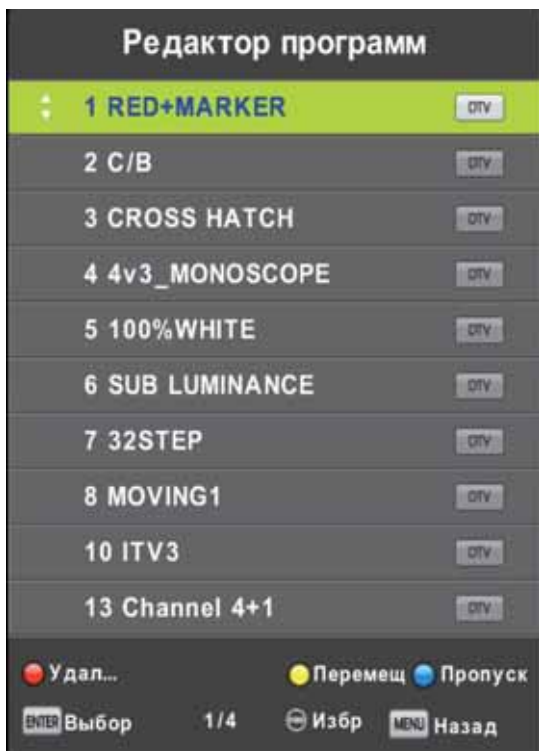 Редактор программ
1 RED+MARKER DTV
2 C/B DTV
3 CROSS HATCH DTV
4 4v3_MONOSCOPE DTV
5 100%WHITE DTV
6 SUB LUMINANCE DTV
7 32STEP DTV
8 MOVING1 DTV
10 ITV3 DTV
13 Channel 4+1 DTV
Удал... Перемещ Пропуск
ENTER Выбор 1/4 Избр MENU Назад